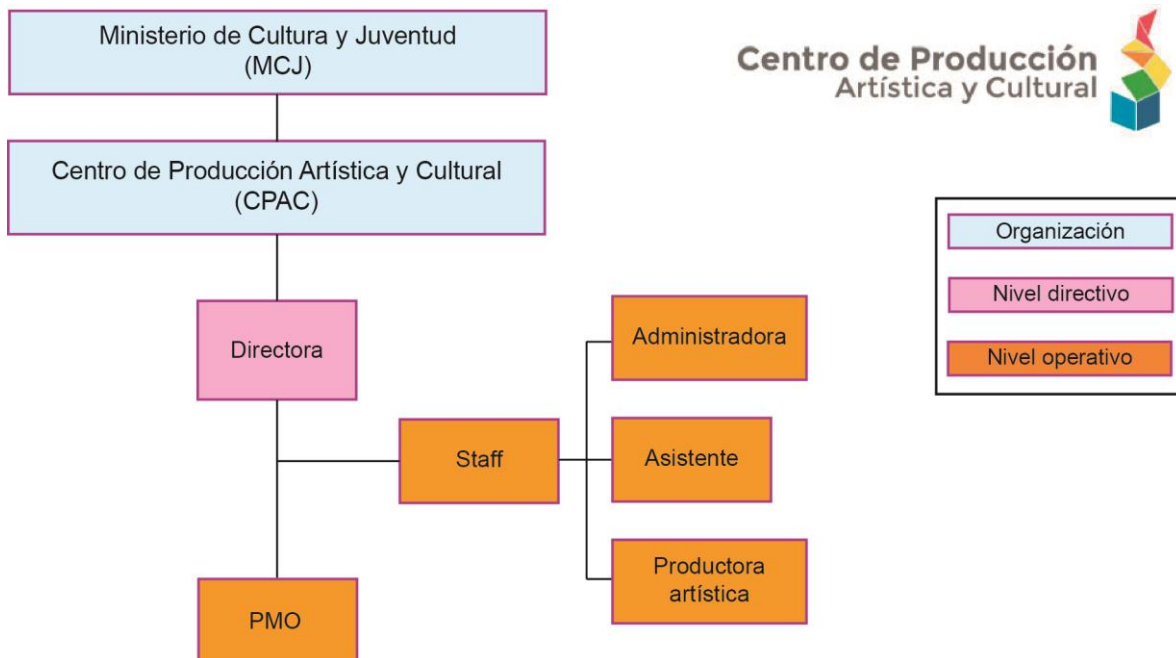 Ministerio de Cultura y Juventud
(MCJ)
Centro de Producción
Artística y Cultural
Centro de Producción Artística y Cultural
(CPAC)
Organización
Nivel directivo
Nivel operativo
Directora
Administradora
Staff
Asistente
Productora
artística
PMO